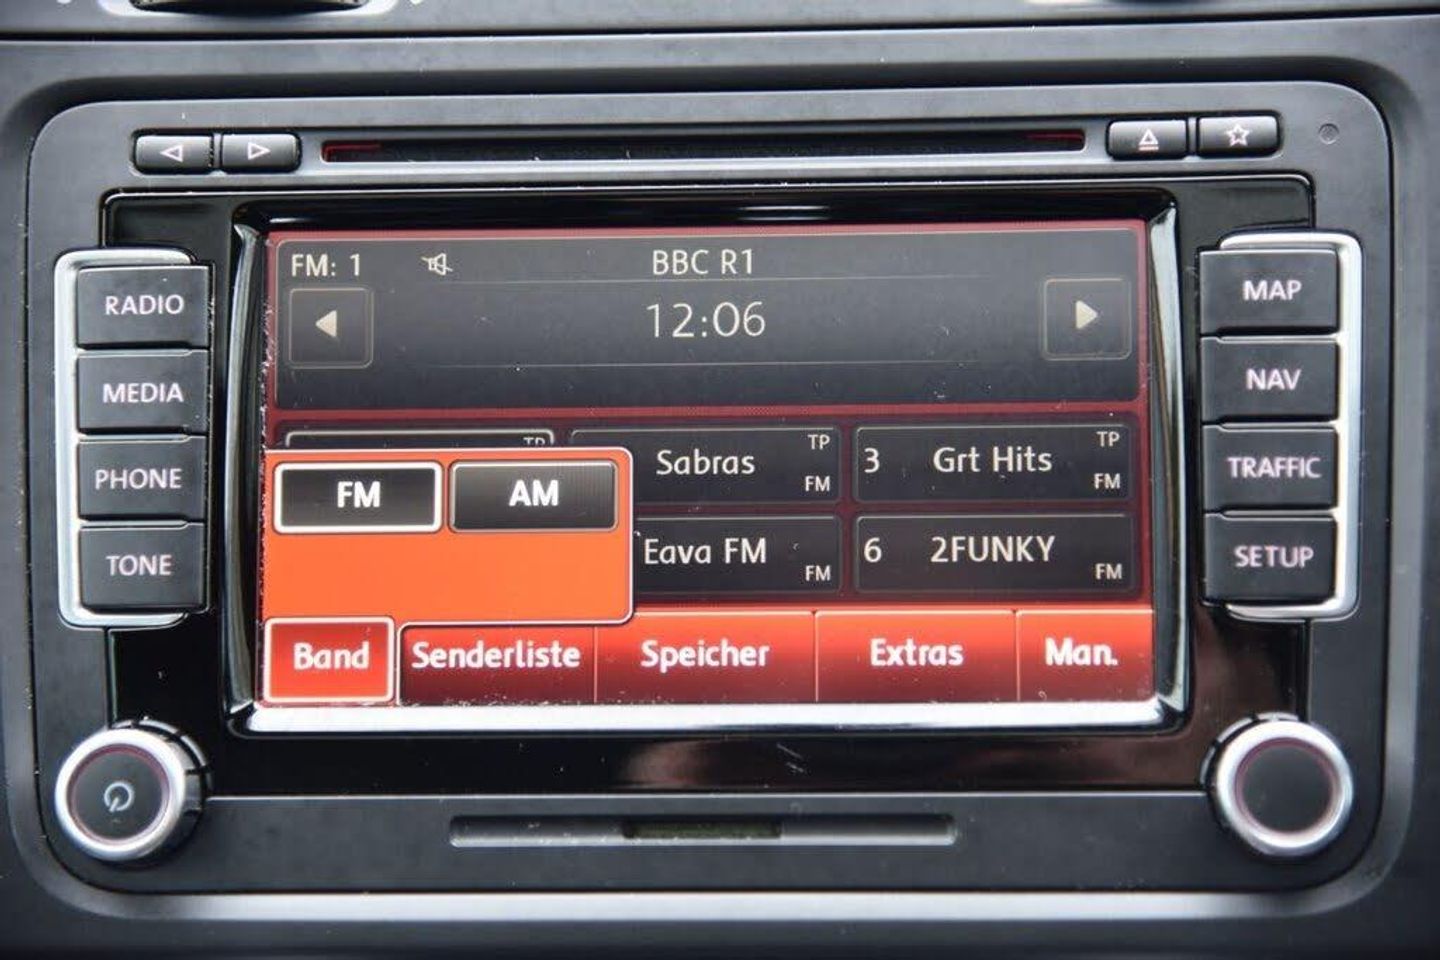 FM: 1 BBC R1
12:06
RADIO
MEDIA
PHONE
TONE
MAP
NAV
TRAFFIC
SETUP
TP
Sabras TP FM
3 Grt Hits TP FM
FM AM
Eava FM FM
6 2FUNKY FM
Band Senderliste Speicher Extras Man.